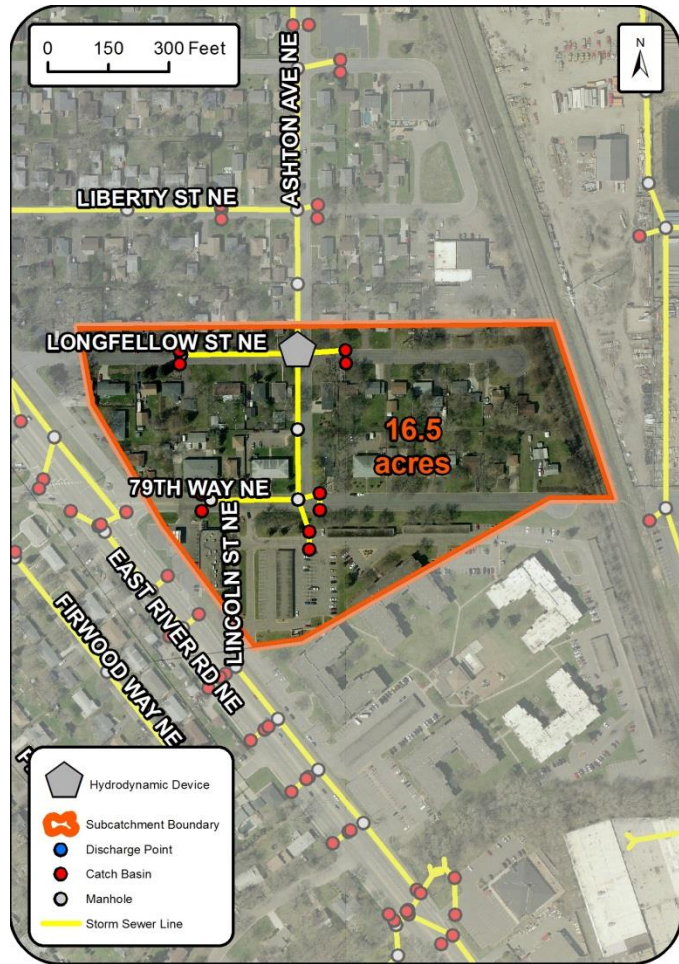 0 150 300 Feet
N
ASHTON AVE NE
LIBERTY ST NE
LONGFELLOW ST NE
16.5
acres
79TH WAY NE
LINCOLN ST NE
EAST RIVER RD NE
FIRWOOD WAY NE
Hydrodynamic Device
Subcatchment Boundary
Discharge Point
Catch Basin
Manhole
Storm Sewer Line